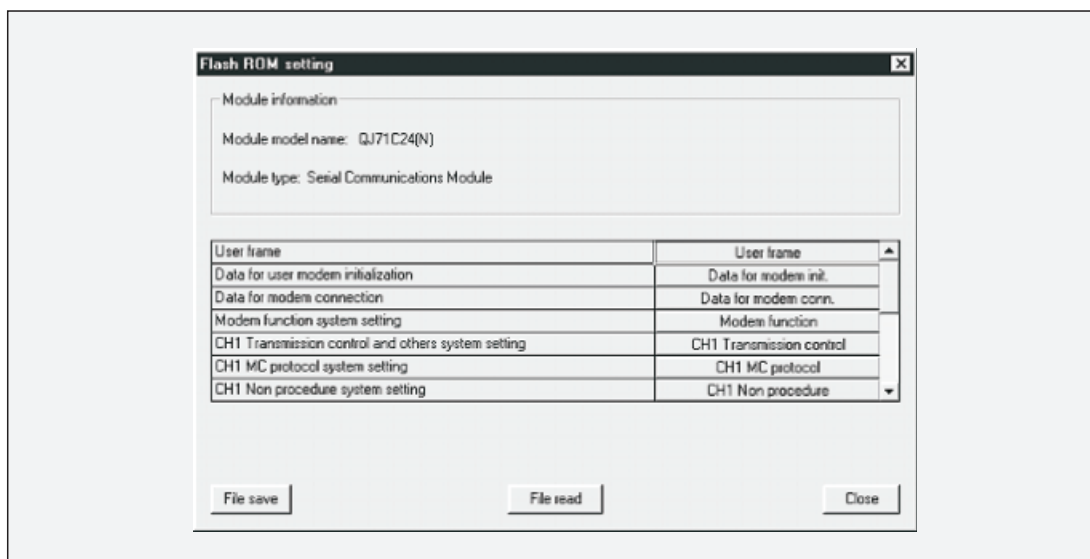 Flash ROM setting
Module information
Module model name: QJ71C24(N)
Module type: Serial Communications Module
User frame User frame
Data for user modem initialization Data for modem init.
Data for modem connection Data for modem conn.
Modem function system setting Modem function
CH1 Transmission control and others system setting CH1 Transmission control
CH1 MC protocol system setting CH1 MC protocol
CH1 Non procedure system setting CH1 Non procedure
File save File read Close